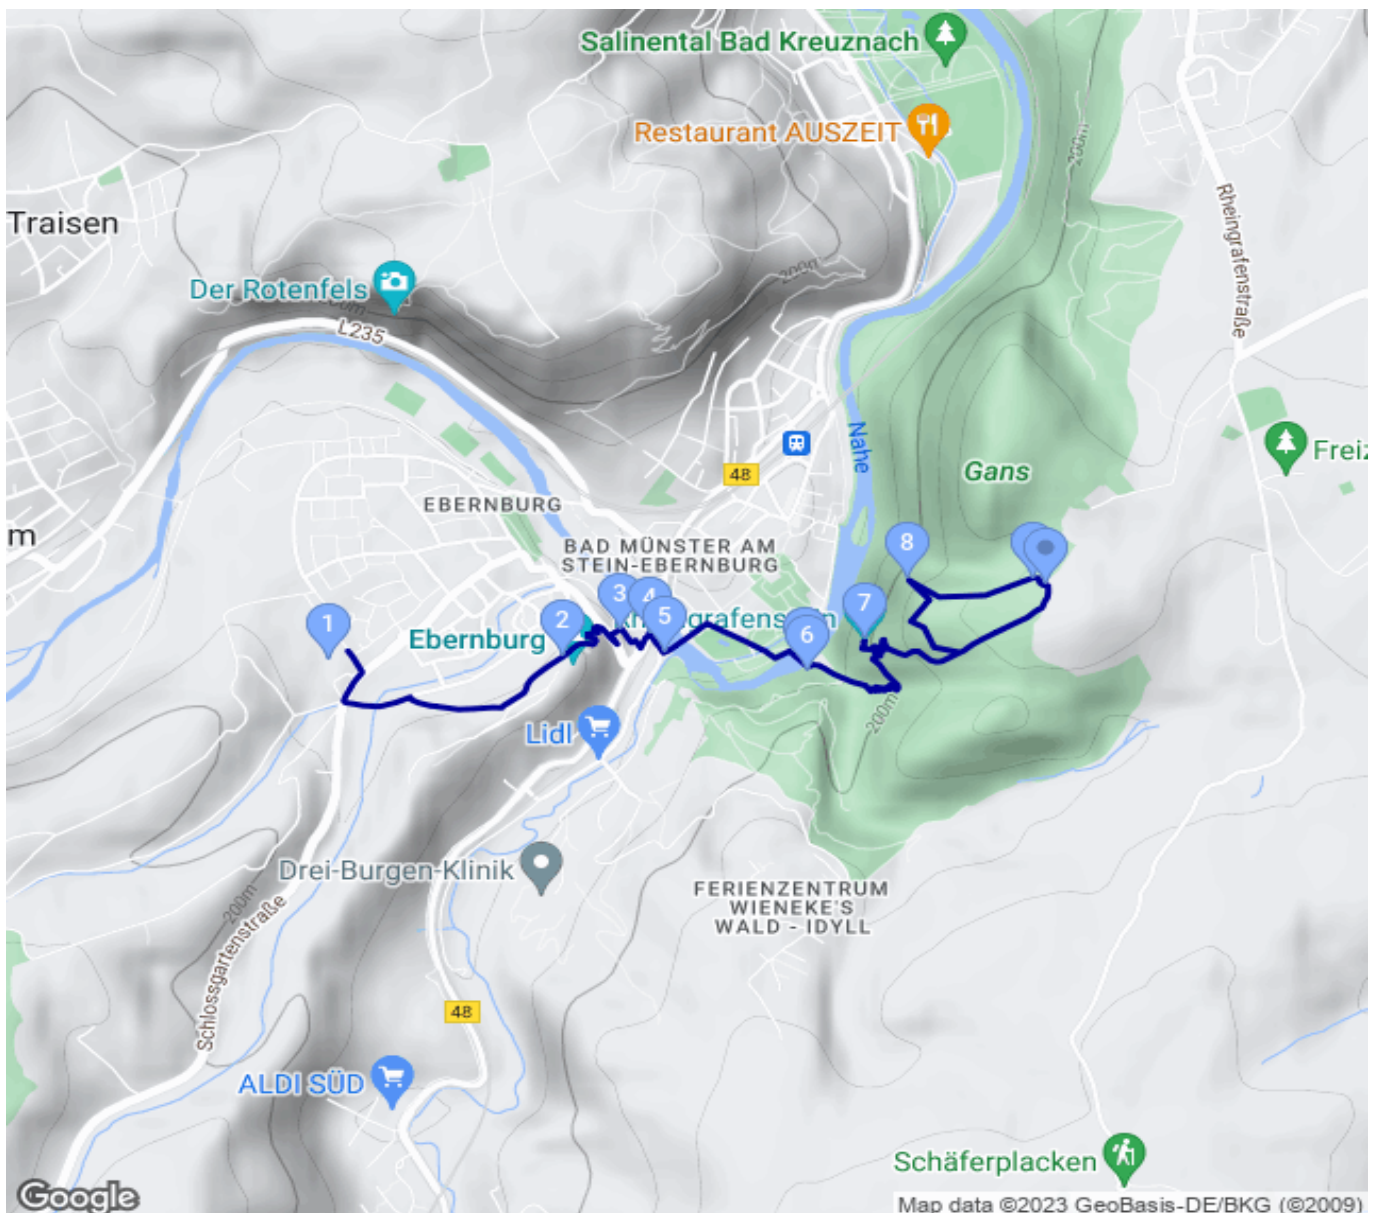 Salinental Bad Kreuznach
Restaurant AUSZEIT
200m
Rheingrafenstraße
Traisen
Der Rotenfels
L235
Nahe
48
Gans
Freiz
EBERNBURG
m
BAD MÜNSTER AM
STEIN-EBERNBURG
8
1
2
3
4
5
6
7
Ebernburg
Rheingrafenstein
200m
Lidl
Drei-Burgen-Klinik
FERIENZENTRUM
WIENEKE'S
WALD - IDYLL
200m
Schlossgartenstraße
48
ALDI SÜD
Schäferplacken
Google
Map data ©2023 GeoBasis-DE/BKG (©2009)